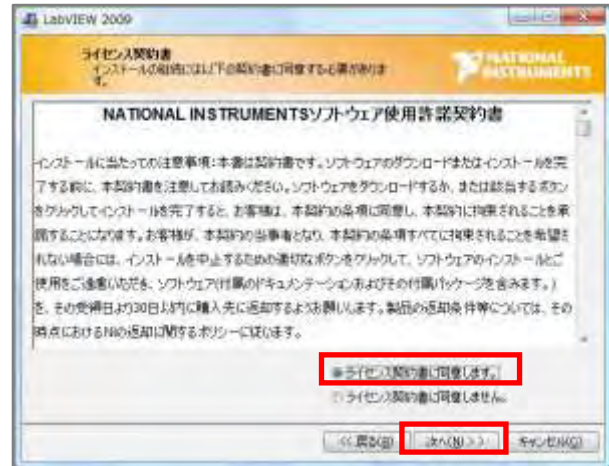 LabVIEW 2009
ライセンス契約書
インストールの継続には以下の契約書に同意する必要があります。
NATIONAL INSTRUMENTS
NATIONAL INSTRUMENTSソフトウェア使用許諾契約書
インストールに当たっての注意事項:本書は契約書です。ソフトウェアのダウンロードまたはインストールを完
了する前に、本契約書を注意してお読みください。ソフトウェアをダウンロードするか、または該当するボタン
をクリックしてインストールを完了すると、お客様は、本契約の条項に同意し、本契約に拘束されることを承
諾することになります。お客様が、本契約の当事者となり、本契約の条項すべてに拘束されることを希望さ
れない場合には、インストールを中止するための適切なボタンをクリックして、ソフトウェアのインストールとご
使用をご遠慮いただき、ソフトウェア(付属のドキュメンテーションおよびその付属パッケージを含みます。)
を、その受領日より30日以内に購入先に返却するようお願いします。製品の返却条件等については、その
時点におけるNIの返却に関するポリシーに従います。
ライセンス契約書に同意します。
ライセンス契約書に同意しません。
<< 戻る(B)
次へ(N) >>
キャンセル(C)